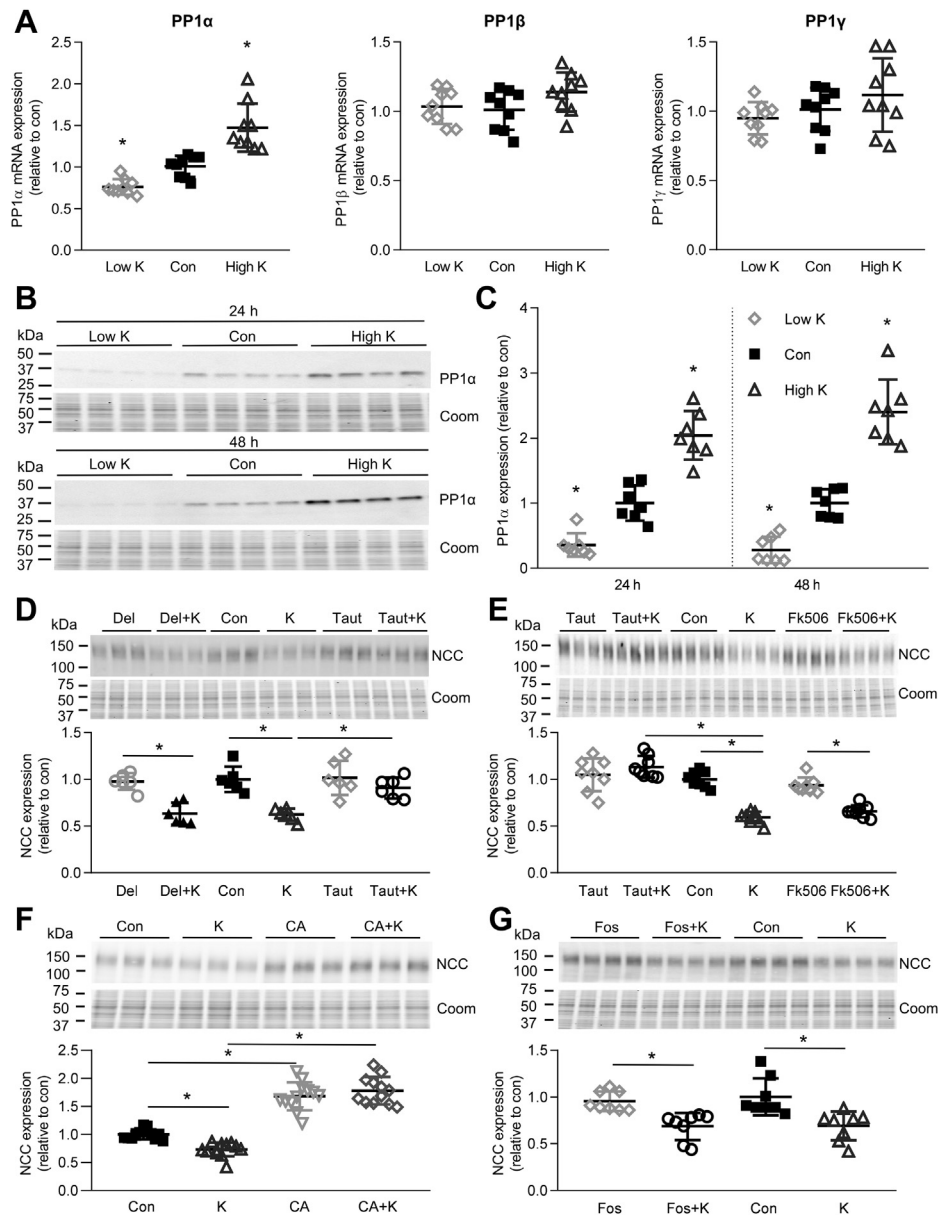 A
PP1α
PP1β
PP1γ
PP1α mRNA expression
(relative to con)
2.5
2.0
1.5
1.0
0.5
0.0
*
*
Low K Con High K
PP1β mRNA expression
(relative to con)
1.5
1.0
0.5
0.0
Low K Con High K
PP1γ mRNA expression
(relative to con)
1.5
1.0
0.5
0.0
Low K Con High K
B
24 h
kDa Low K Con High K
50
37
25
PP1α
75
50
37
Coom
48 h
Low K Con High K
50
37
25
PP1α
75
50
37
Coom
C
PP1α expression (relative to con)
4
3
2
1
0
Low K
Con
High K
*
*
*
*
24 h 48 h
D
kDa Del Del+K Con K Taut Taut+K
150
100
NCC
75
50
37
Coom
NCC expression
(relative to con)
1.5
1.0
0.5
0.0
* * *
Del Del+K Con K Taut Taut+K
E
kDa Taut Taut+K Con K Fk506 Fk506+K
150
100
NCC
75
50
37
Coom
NCC expression
(relative to con)
1.5
1.0
0.5
0.0
*
* *
Taut Taut+K Con K Fk506 Fk506+K
F
kDa Con K CA CA+K
150
100
NCC
75
50
37
Coom
NCC expression
(relative to con)
2.5
2.0
1.5
1.0
0.5
0.0
*
*
*
Con K CA CA+K
G
kDa Fos Fos+K Con K
150
100
NCC
75
50
37
Coom
NCC expression
(relative to con)
1.5
1.0
0.5
0.0
* *
Fos Fos+K Con K